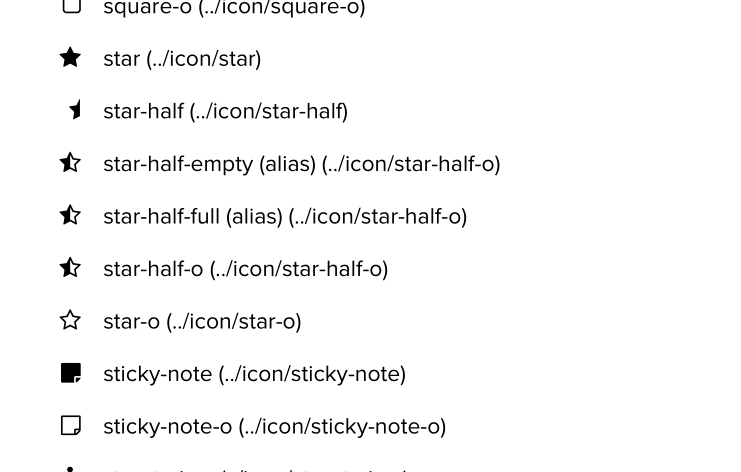 square-o (../icon/square-o)
star (../icon/star)
star-half (../icon/star-half)
star-half-empty (alias) (../icon/star-half-o)
star-half-full (alias) (../icon/star-half-o)
star-half-o (../icon/star-half-o)
star-o (../icon/star-o)
sticky-note (../icon/sticky-note)
sticky-note-o (../icon/sticky-note-o)